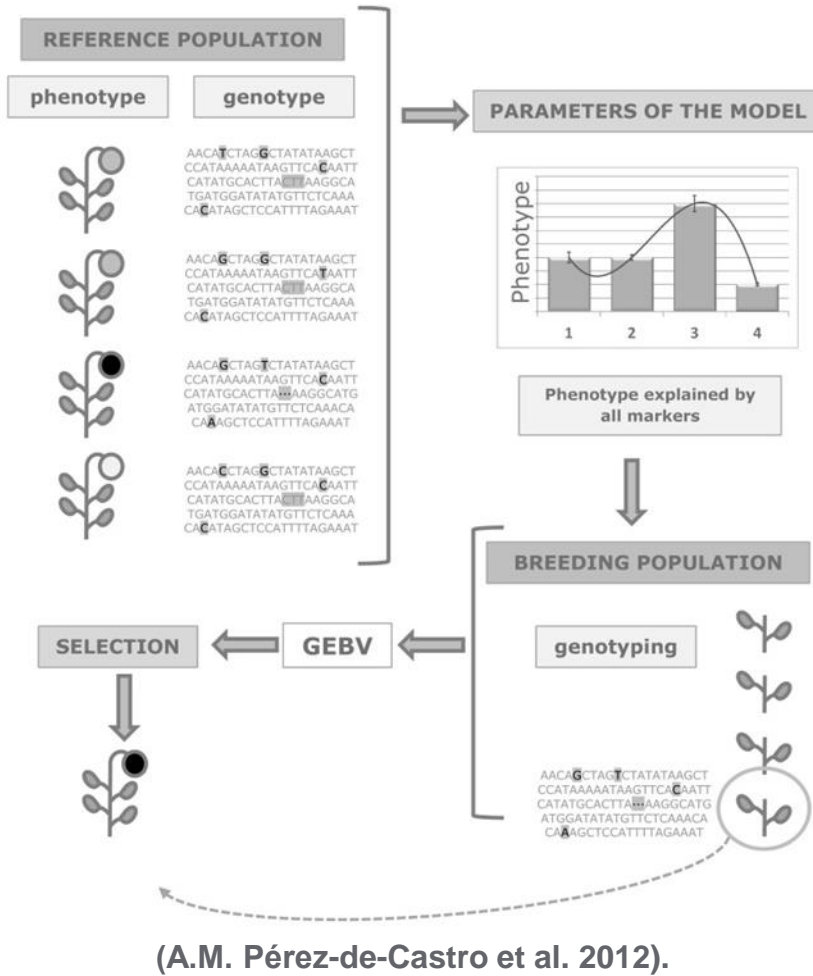 REFERENCE POPULATION
phenotype
genotype
AACATCTAGGCTATATAAGCT
CCATAAAAATAAGTTCACAATT
CATATGCACTTACTTAAGGCA
TGATGGATATATGTTCTCAAA
CACATAGCTCCATTTTAGAAAT
AACAGCTAGGCTATATAAGCT
CCATAAAAATAAGTTCATAATT
CATATGCACTTACTTAAGGCA
TGATGGATATATGTTCTCAAA
CACATAGCTCCATTTTAGAAAT
AACAGCTAGTCTATATAAGCT
CCATAAAAATAAGTTCACAATT
CATATGCACTTA···AAGGCATG
ATGGATATATGTTCTCAAACA
CAAAGCTCCATTTTAGAAAT
AACACCTAGGCTATATAAGCT
CCATAAAAATAAGTTCACAATT
CATATGCACTTACTTAAGGCA
TGATGGATATATGTTCTCAAA
CACATAGCTCCATTTTAGAAAT
PARAMETERS OF THE MODEL
Phenotype
1 2 3 4
Phenotype explained by
all markers
BREEDING POPULATION
genotyping
AACAGCTAGTCTATATAAGCT
CCATAAAAATAAGTTCACAATT
CATATGCACTTA···AAGGCATG
ATGGATATATGTTCTCAAACA
CAAAGCTCCATTTTAGAAAT
GEBV
SELECTION
(A.M. Pérez-de-Castro et al. 2012).